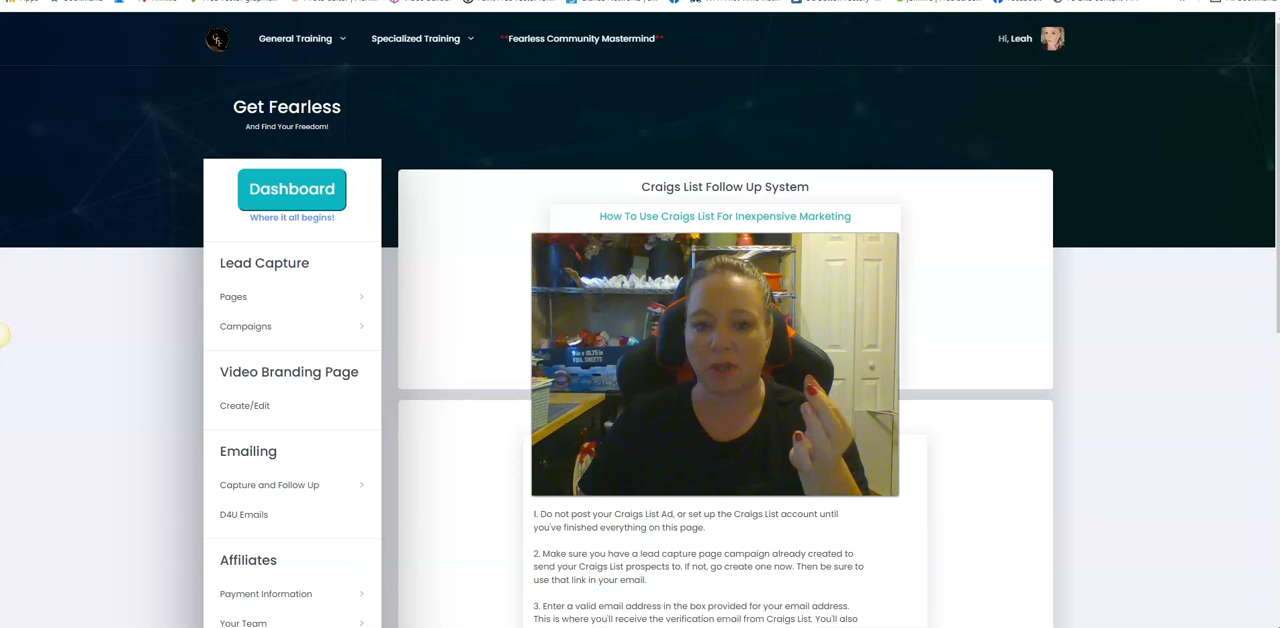 General Training
Specialized Training
**Fearless Community Mastermind**
Hi, Leah
Get Fearless
And Find Your Freedom!
Dashboard
Where it all begins!
Lead Capture
Pages
Campaigns
Video Branding Page
Create/Edit
Emailing
Capture and Follow Up
D4U Emails
Affiliates
Payment Information
Your Team
Craigs List Follow Up System
How To Use Craigs List For Inexpensive Marketing
FOIL SHEETS
1. Do not post your Craigs List Ad, or set up the Craigs List account until
you've finished everything on this page.
2. Make sure you have a lead capture page campaign already created to
send your Craigs List prospects to. If not, go create one now. Then be sure to
use that link in your email.
3. Enter a valid email address in the box provided for your email address.
This is where you'll receive the verification email from Craigs List. You'll also